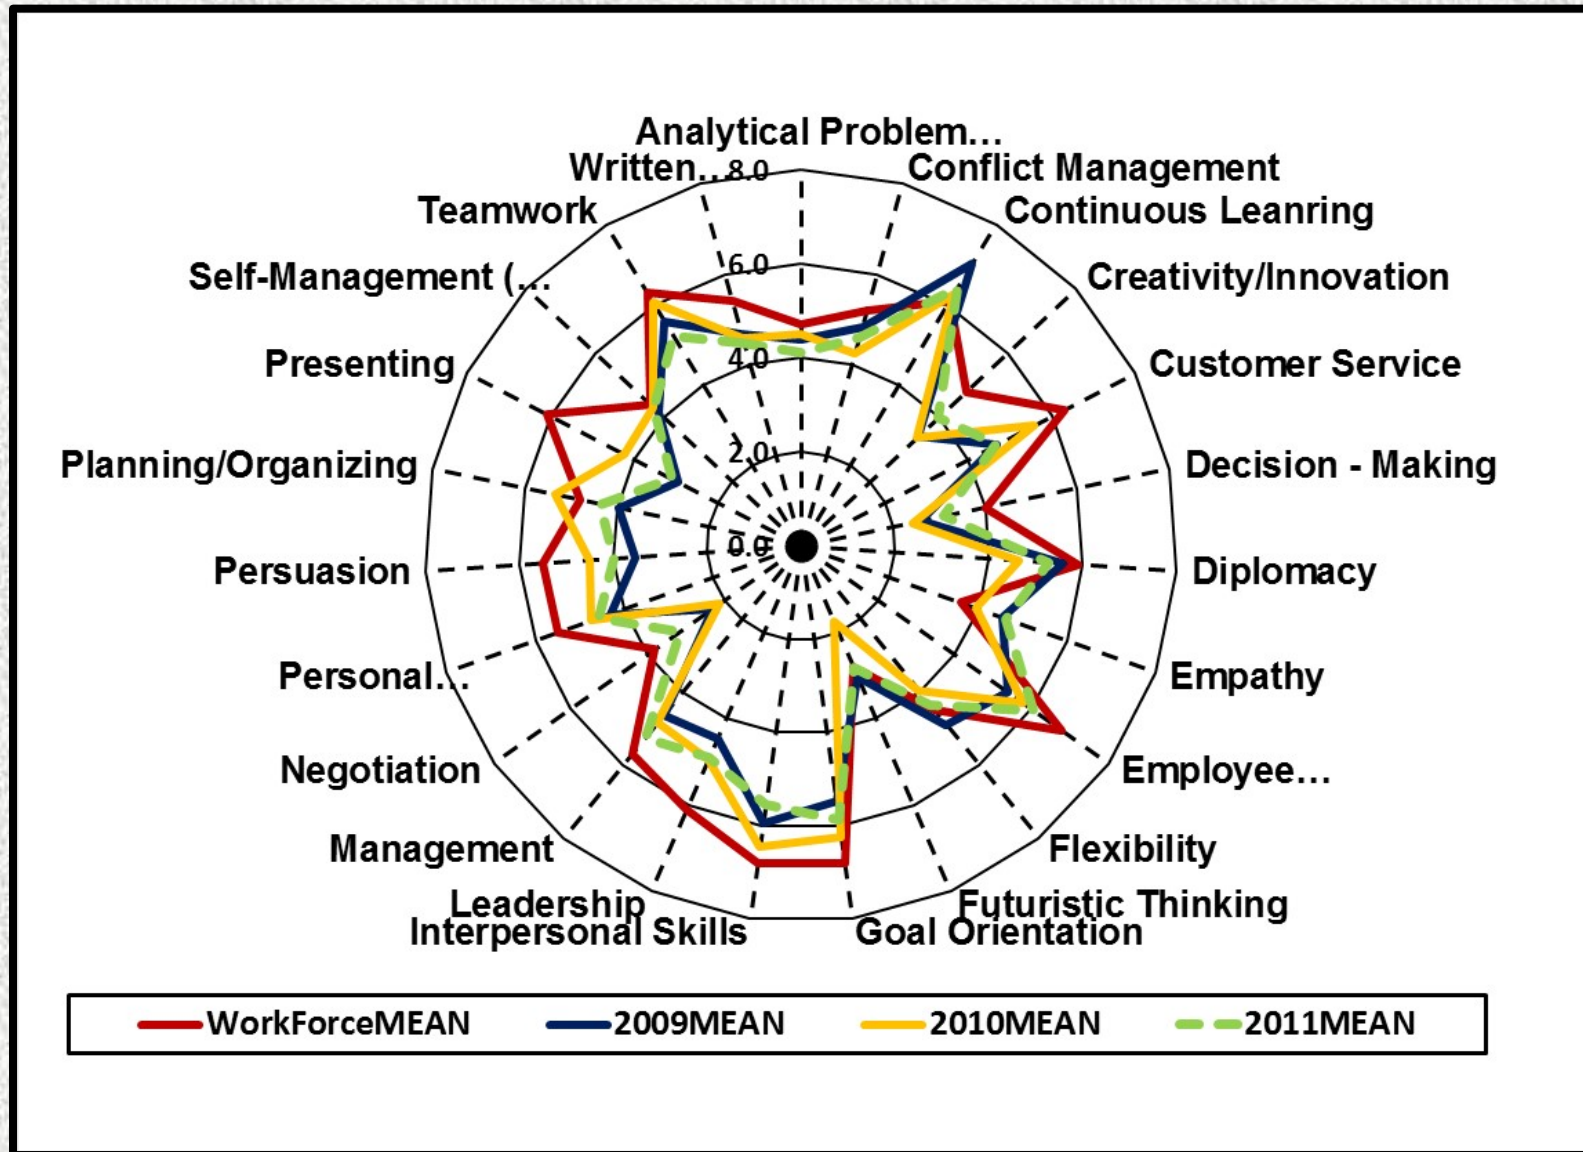 Analytical Problem…
Written…
8.0
Conflict Management
Teamwork
Continuous Leanring
6.0
Self-Management (…
Creativity/Innovation
4.0
Presenting
Customer Service
2.0
Planning/Organizing
Decision - Making
0.0
Persuasion
Diplomacy
Personal…
Empathy
Negotiation
Employee…
Management
Flexibility
Leadership
Futuristic Thinking
Interpersonal Skills
Goal Orientation
WorkForceMEAN
2009MEAN
2010MEAN
2011MEAN